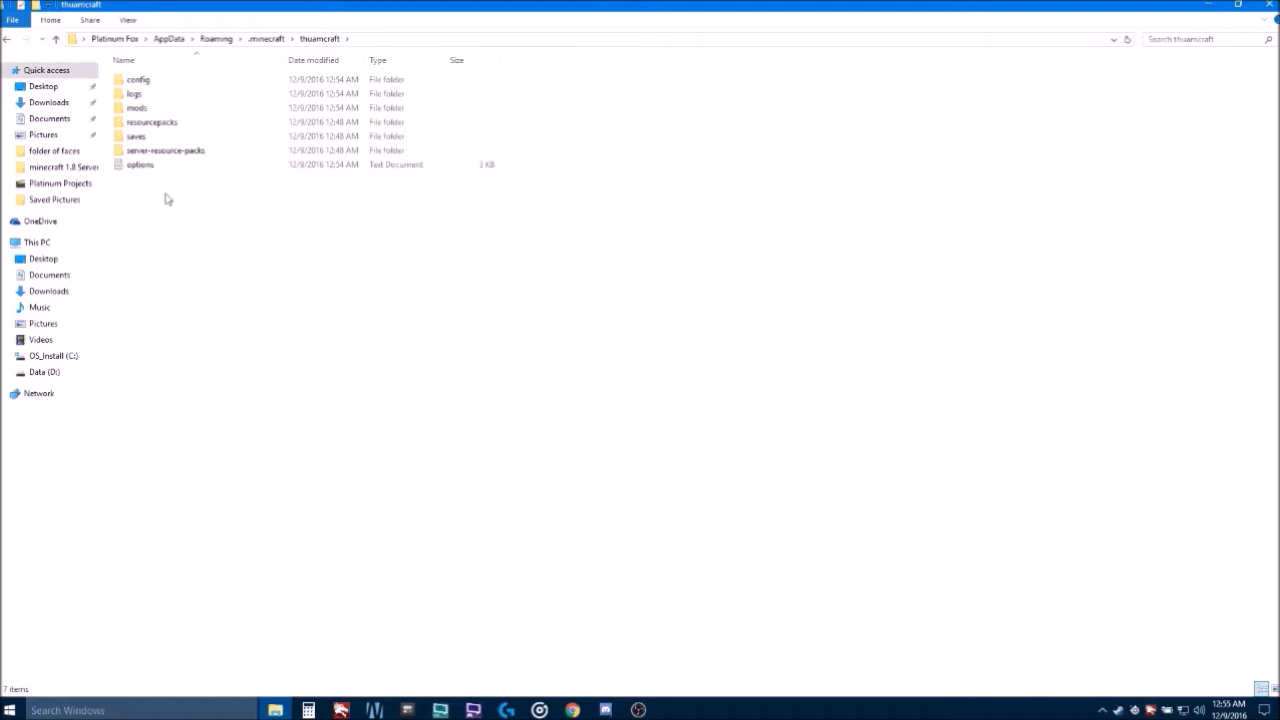 thuamcraft
File Home Share View
Platinum Fox > AppData > Roaming > .minecraft > thuamcraft >
Search thuamcraft
Name Date modified Type Size
config 12/9/2016 12:54 AM File folder
logs 12/9/2016 12:54 AM File folder
mods 12/9/2016 12:54 AM File folder
resourcepacks 12/9/2016 12:48 AM File folder
saves 12/9/2016 12:48 AM File folder
server-resource-packs 12/9/2016 12:48 AM File folder
options 12/9/2016 12:54 AM Text Document 3 KB
Quick access
Desktop
Downloads
Documents
Pictures
folder of faces
minecraft 1.8 Server
Platinum Projects
Saved Pictures
OneDrive
This PC
Desktop
Documents
Downloads
Music
Pictures
Videos
OS_Install (C:)
Data (D:)
Network
7 items
Search Windows
12:55 AM
12/9/2016